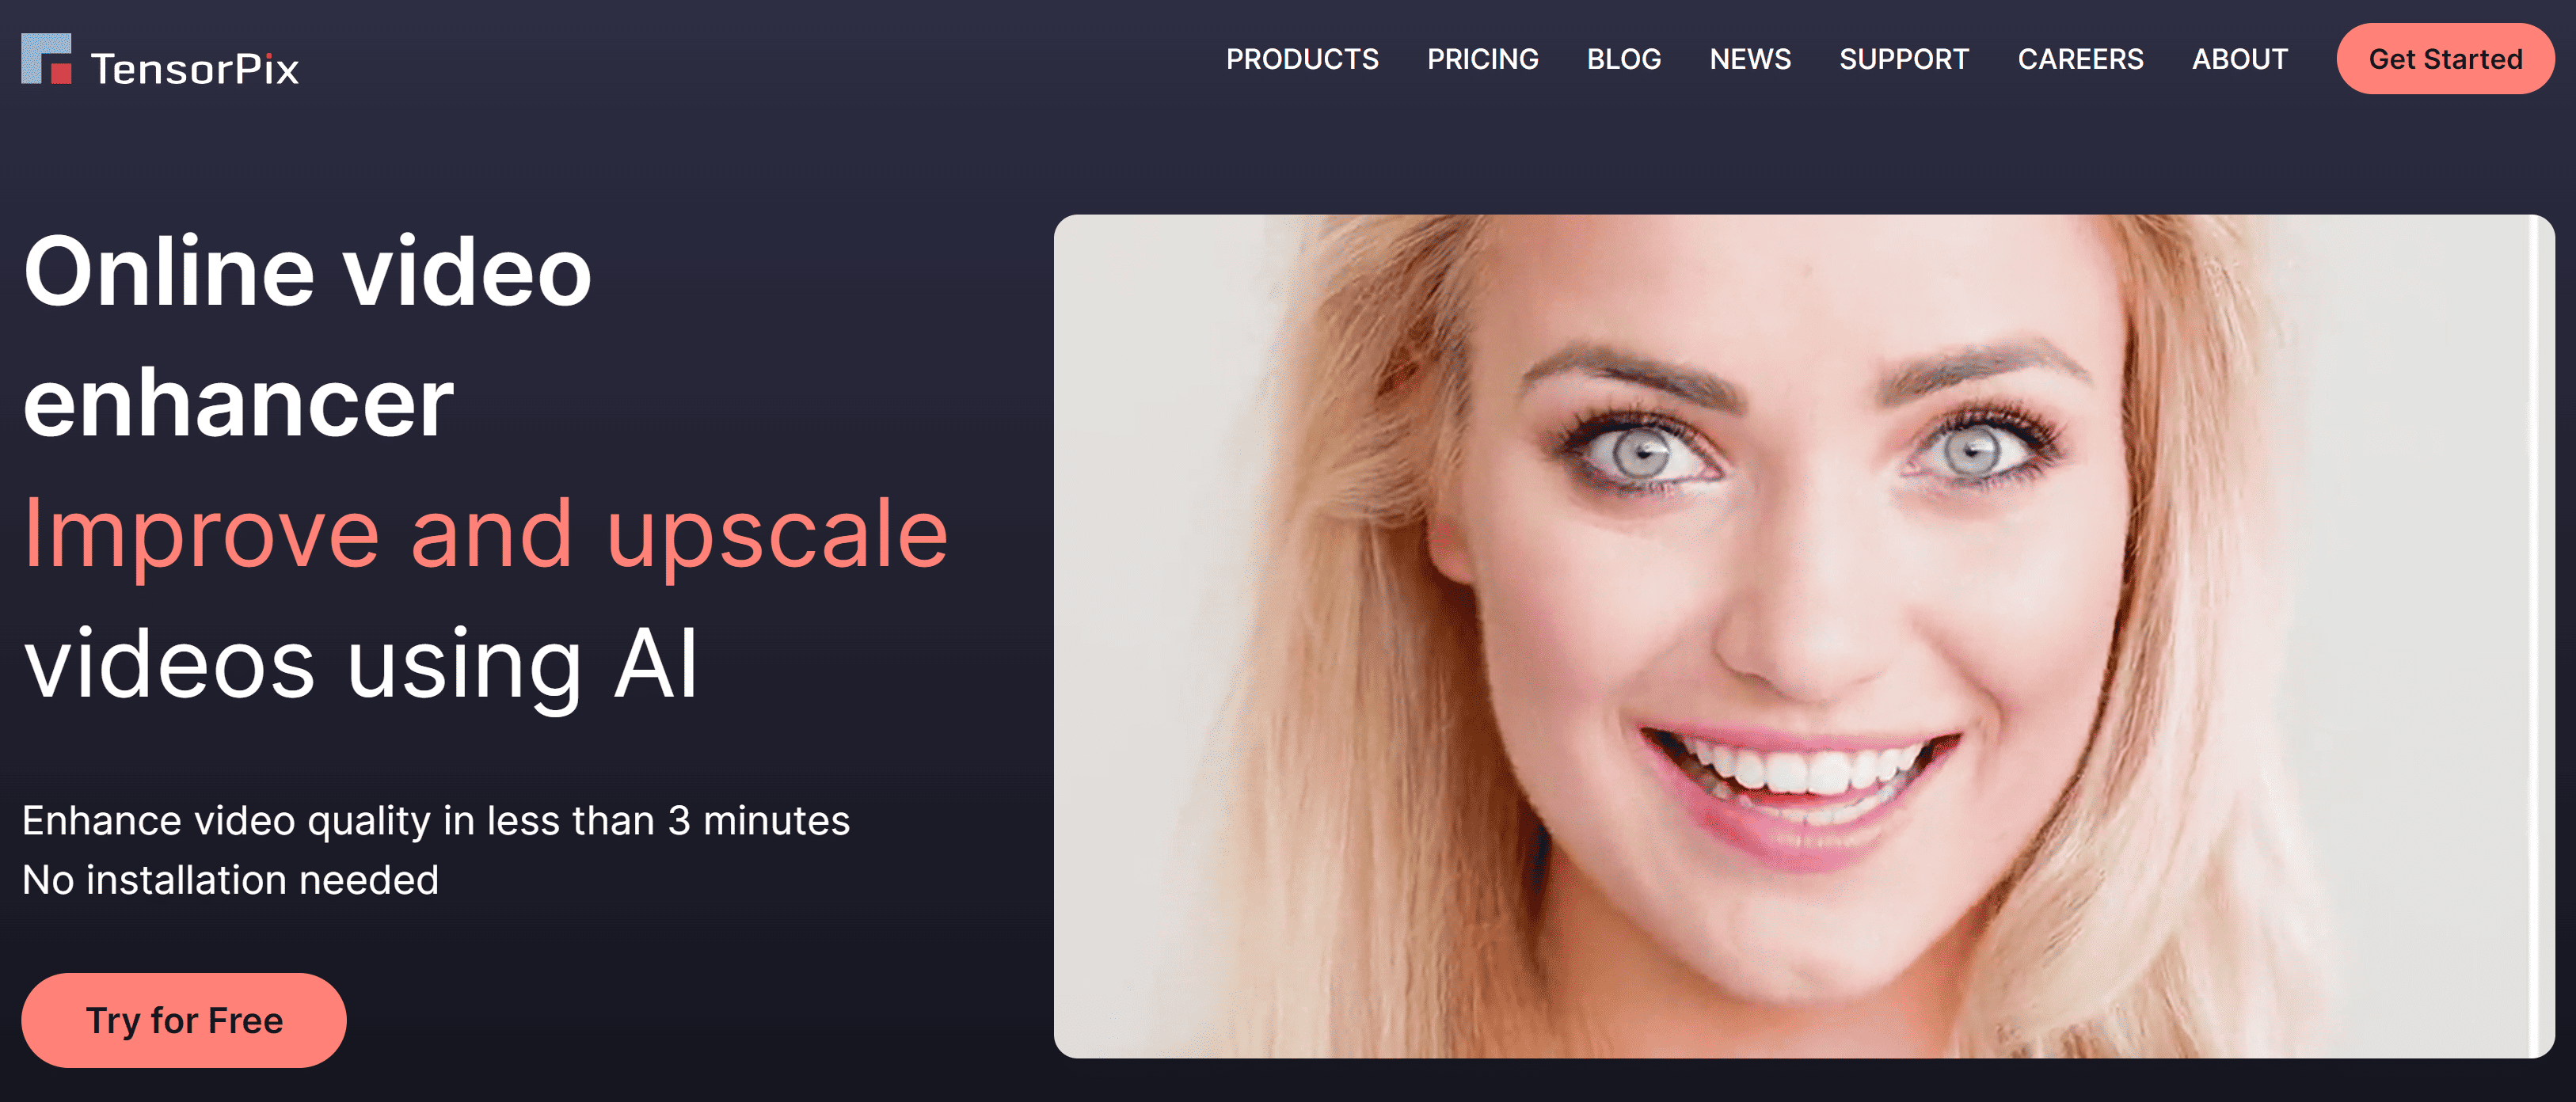 TensorPix
PRODUCTS PRICING BLOG NEWS SUPPORT CAREERS ABOUT Get Started
Online video
enhancer
Improve and upscale
videos using AI
Enhance video quality in less than 3 minutes
No installation needed
Try for Free